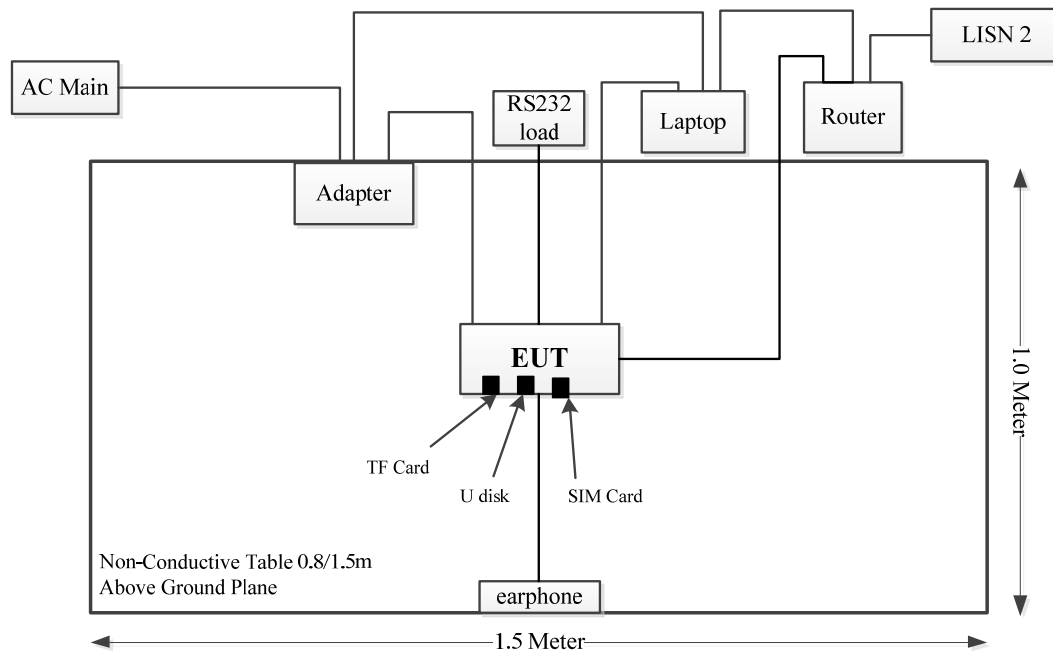 LISN 2
AC Main
RS232
load
Laptop
Router
Adapter
EUT
TF Card
U disk
SIM Card
1.0 Meter
Non-Conductive Table 0.8/1.5m
Above Ground Plane
earphone
1.5 Meter